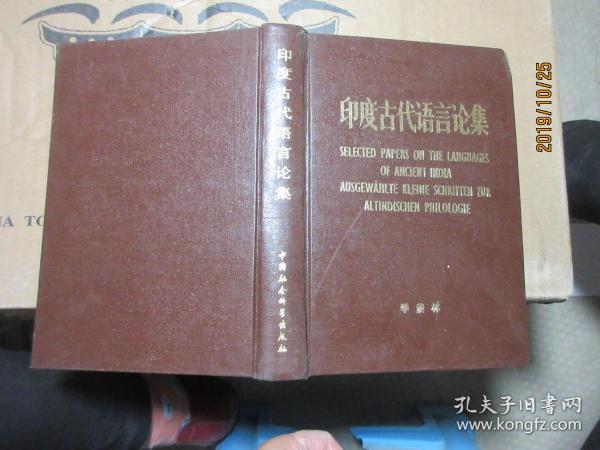 印度古代语言论集
SELECTED PAPERS ON THE LANGUAGES
OF ANCIENT INDIA
AUSGEWÄHLTE KLEINE SCHRIFTEN ZUR
ALTINDISCHEN PHILOLOGIE
季羡林
印度古代语言论集
中国社会科学出版社
2019/10/25
NA TO
孔夫子旧书网
www.kongfz.com